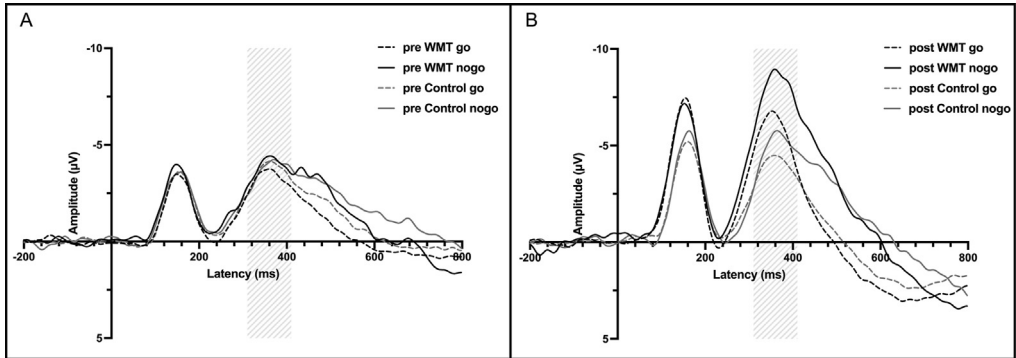 A
-10
-5
5
Amplitude (µV)
-200
200
400
600
800
Latency (ms)
pre WMT go
pre WMT nogo
pre Control go
pre Control nogo
B
-10
-5
5
Amplitude (µV)
-200
200
400
600
800
Latency (ms)
post WMT go
post WMT nogo
post Control go
post Control nogo